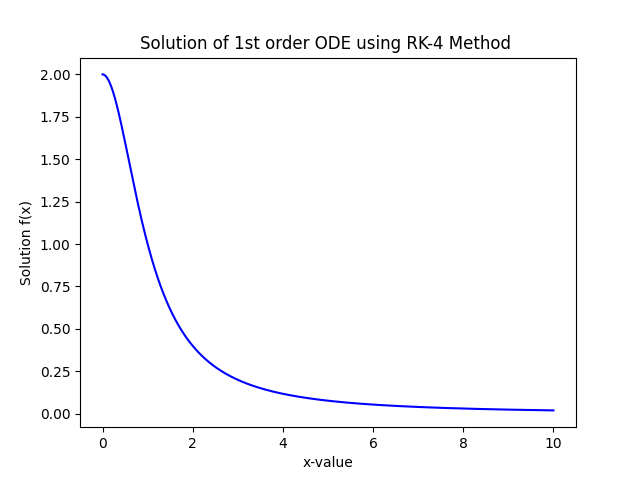 Solution of 1st order ODE using RK-4 Method
2.00
1.75
1.50
1.25
1.00
0.75
0.50
0.25
0.00
Solution f(x)
0 2 4 6 8 10
x-value